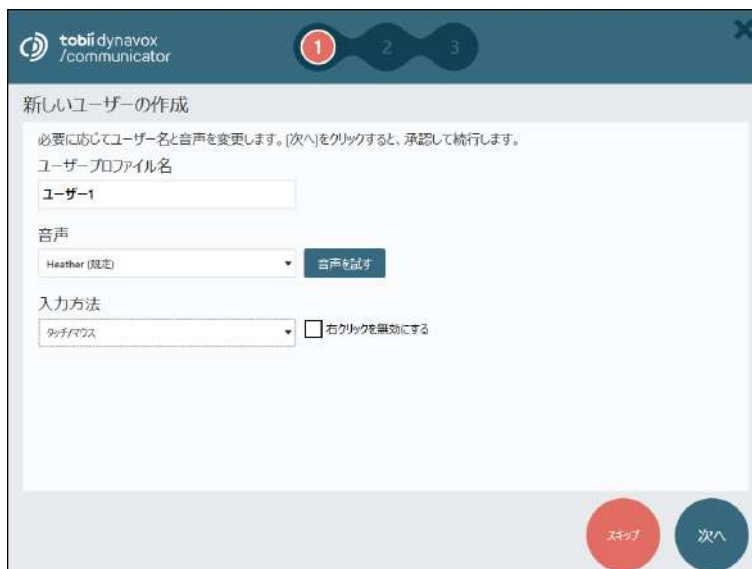 tobii dynavox
/communicator
1 2 3
新しいユーザーの作成
必要に応じてユーザー名と音声を変更します。[次へ]をクリックすると、承認して続行します。
ユーザープロファイル名
ユーザー1
音声
Heather (規定)
音声を試す
入力方法
タッチ/マウス
右クリックを無効にする
スキップ
次へ